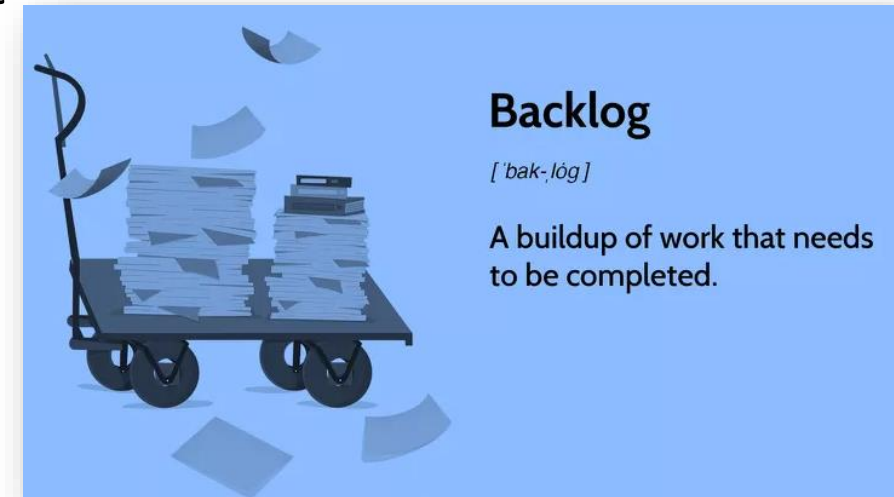 Backlog
[ ˈbak-ˌlȯg ]
A buildup of work that needs
to be completed.